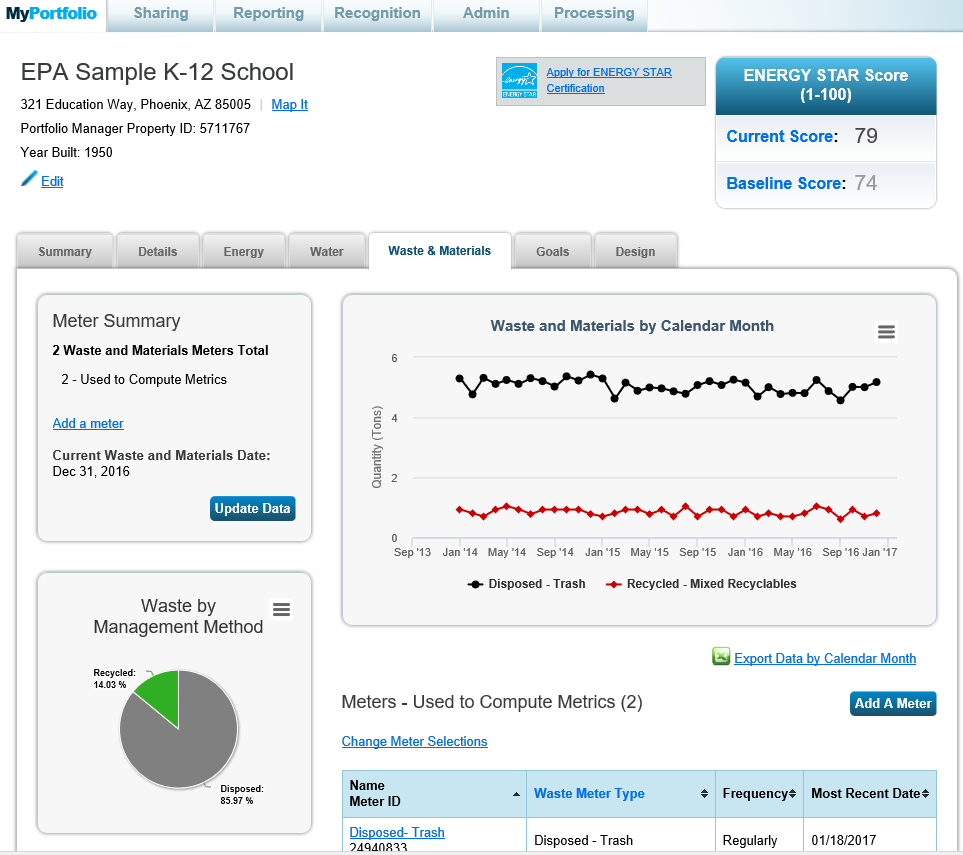 MyPortfolio
Sharing
Reporting
Recognition
Admin
Processing
EPA Sample K-12 School
321 Education Way, Phoenix, AZ 85005 | Map It
Portfolio Manager Property ID: 5711767
Year Built: 1950
Edit
ENERGY STAR
Apply for ENERGY STAR
Certification
ENERGY STAR Score
(1-100)
Current Score: 79
Baseline Score: 74
Summary
Details
Energy
Water
Waste & Materials
Goals
Design
Meter Summary
2 Waste and Materials Meters Total
2 - Used to Compute Metrics
Add a meter
Current Waste and Materials Date:
Dec 31, 2016
Update Data
Waste by
Management Method
Recycled:
14.03 %
Disposed:
85.97 %
Waste and Materials by Calendar Month
Quantity (Tons)
6
4
2
0
Sep '13
Jan '14
May '14
Sep '14
Jan '15
May '15
Sep '15
Jan '16
May '16
Sep '16
Jan '17
Disposed - Trash
Recycled - Mixed Recyclables
Export Data by Calendar Month
Meters - Used to Compute Metrics (2)
Add A Meter
Change Meter Selections
Name
Meter ID
Waste Meter Type
Frequency
Most Recent Date
Disposed- Trash
24940833
Disposed - Trash
Regularly
01/18/2017